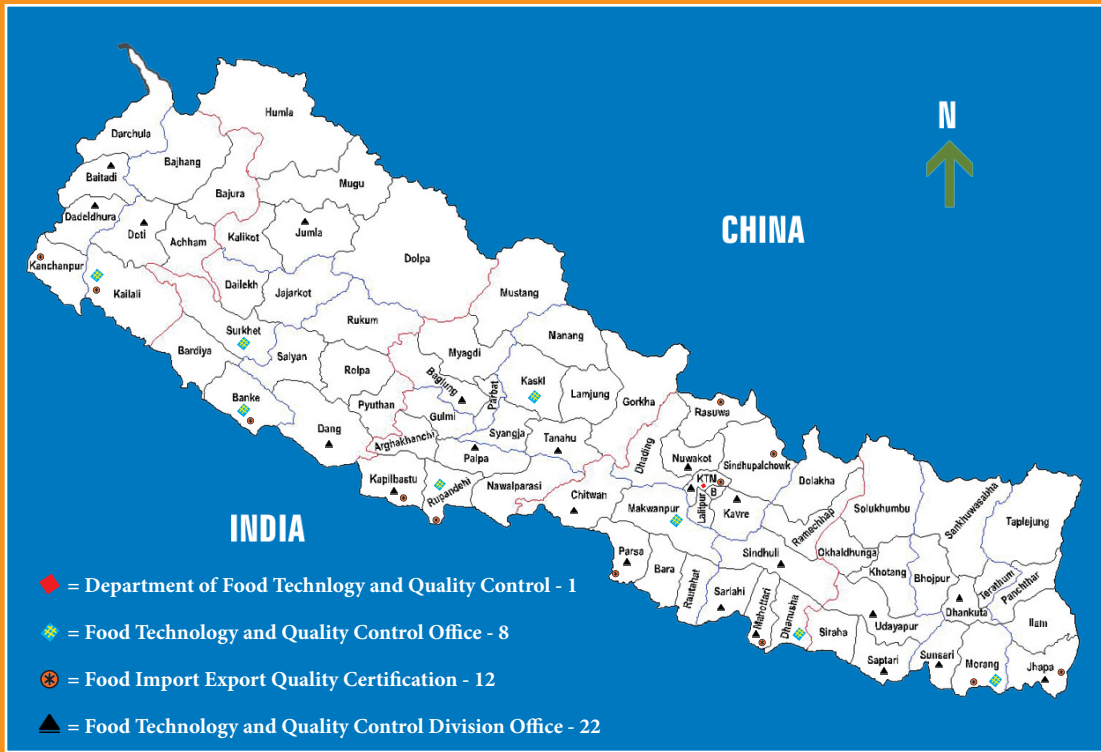 Humla
N
Darchula
Bajhang
Baitadi
Mugu
Bajura
Dadeldhura
Doti
Achham
Kalikot
Jumla
CHINA
Dolpa
Kanchanpur
Kailali
Dailekh
Jajarkot
Mustang
Rukum
Surkhet
Nanang
Bardiya
Salyan
Myagdi
Rolpa
Baglung
Parbat
Kaski
Lamjung
Gorkha
Banke
Pyuthan
Gulmi
Rasuwa
Dang
Arghakhanchi
Syangja
Tanahu
Dhading
Nuwakot
Sindhupalchowk
Palpa
Kapilbastu
Rupandehi
Nawalparasi
Chitwan
KTM
B
Lalitpur
Kavre
Dolakha
Makwanpur
Ramechhap
Solukhumbu
Sankhuwasabha
Taplejung
INDIA
Parsa
Bara
Rautahat
Sindhuli
Okhaldhunga
Khotang
Bhojpur
Terathum
Panchthar
Sarlahi
Mahottari
Dhanusha
Siraha
Udayapur
Dhankuta
Ilam
Saptari
Sunsari
Morang
Jhapa
= Department of Food Technlogy and Quality Control - 1
= Food Technology and Quality Control Office - 8
= Food Import Export Quality Certification - 12
= Food Technology and Quality Control Division Office - 22